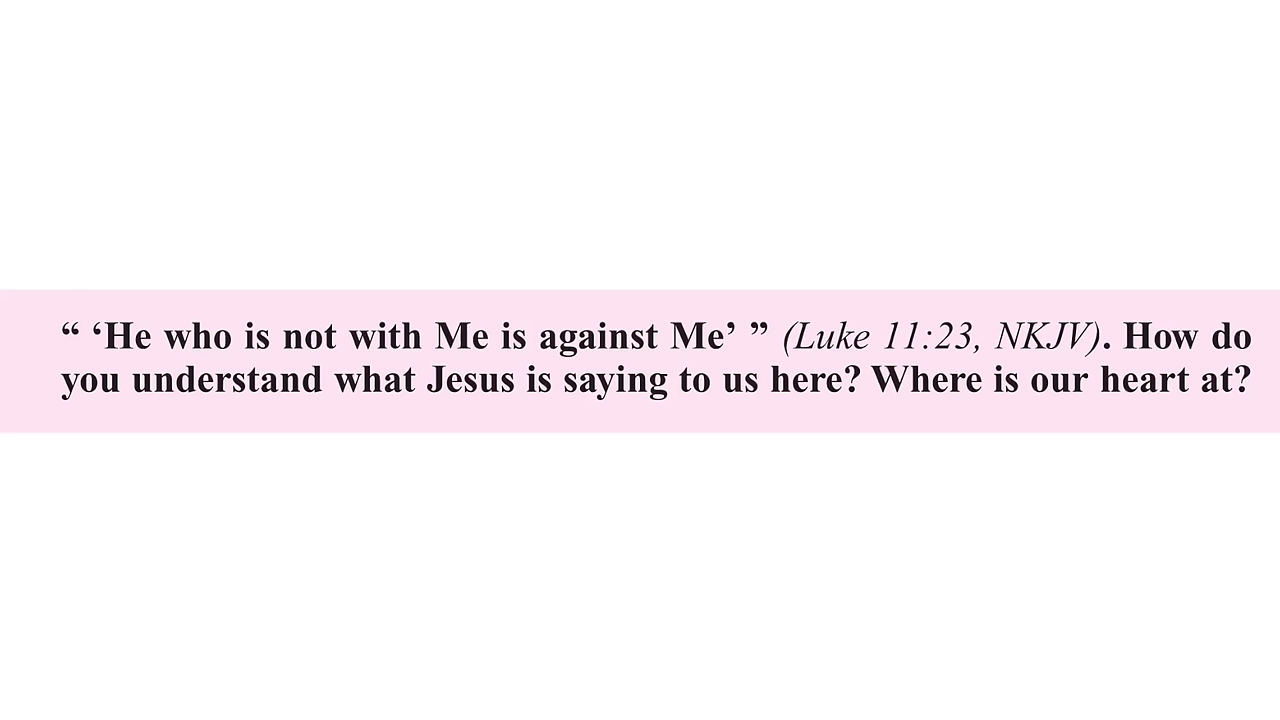 “ ‘He who is not with Me is against Me’ ” (Luke 11:23, NKJV). How do
you understand what Jesus is saying to us here? Where is our heart at?